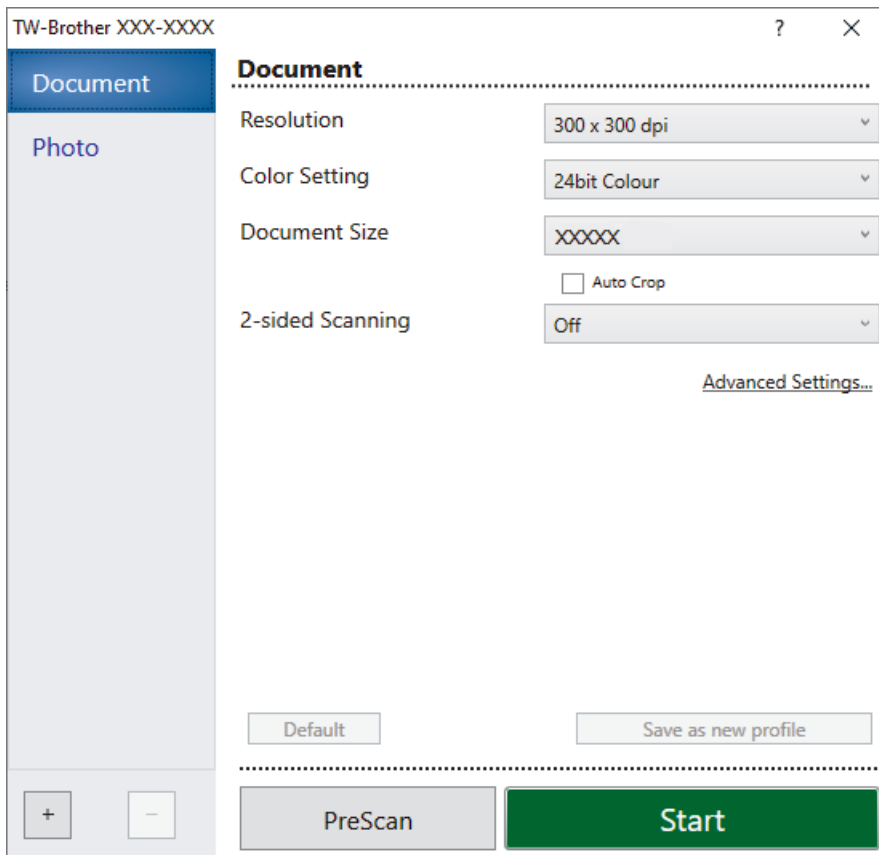 TW-Brother XXX-XXXX ? ×
Document
Photo
Document
Resolution 300 x 300 dpi
Color Setting 24bit Colour
Document Size XXXXX
Auto Crop
2-sided Scanning Off
Advanced Settings...
Default Save as new profile
+ − PreScan Start